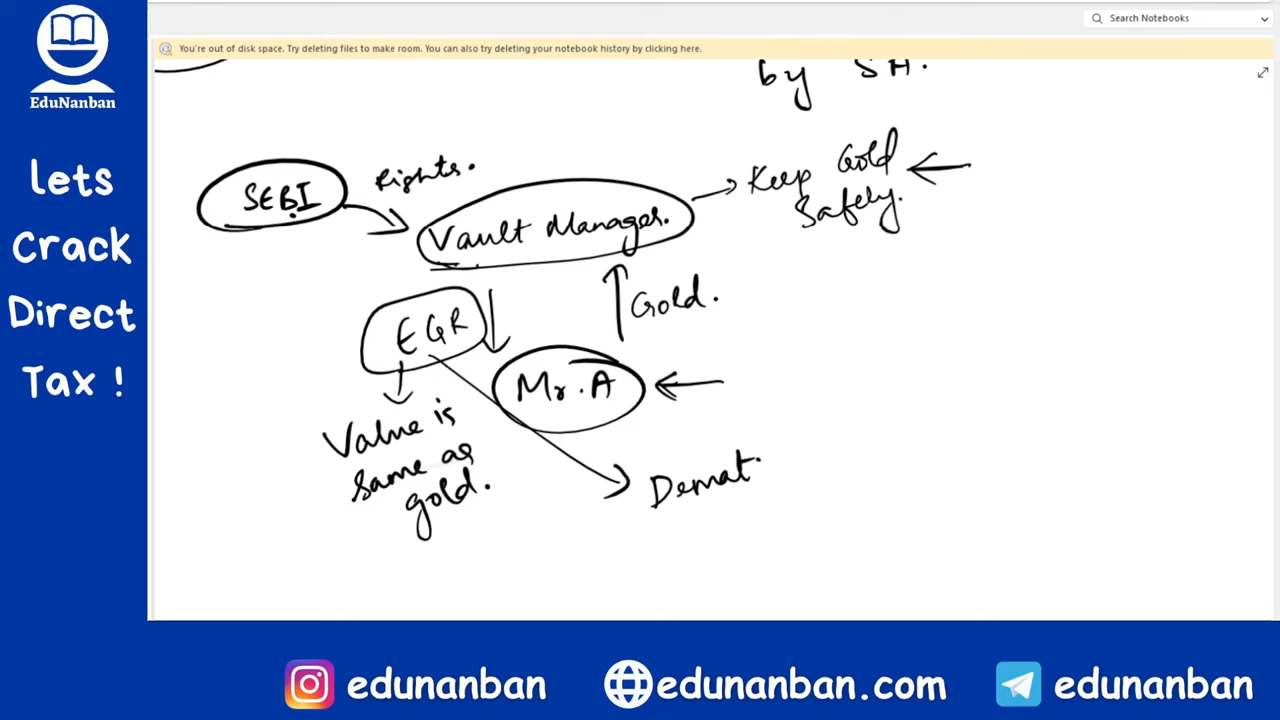 Search Notebooks
You're out of disk space. Try deleting files to make room. You can also try deleting your notebook history by clicking here.
EduNanban
Lets
Crack
Direct
Tax !
by SH.
SEBI
Rights.
Vault Manager.
Keep Gold
Safely.
EGR
Gold.
Mr. A
Value is
same as
gold.
Demat.
edunanban
edunanban.com
edunanban